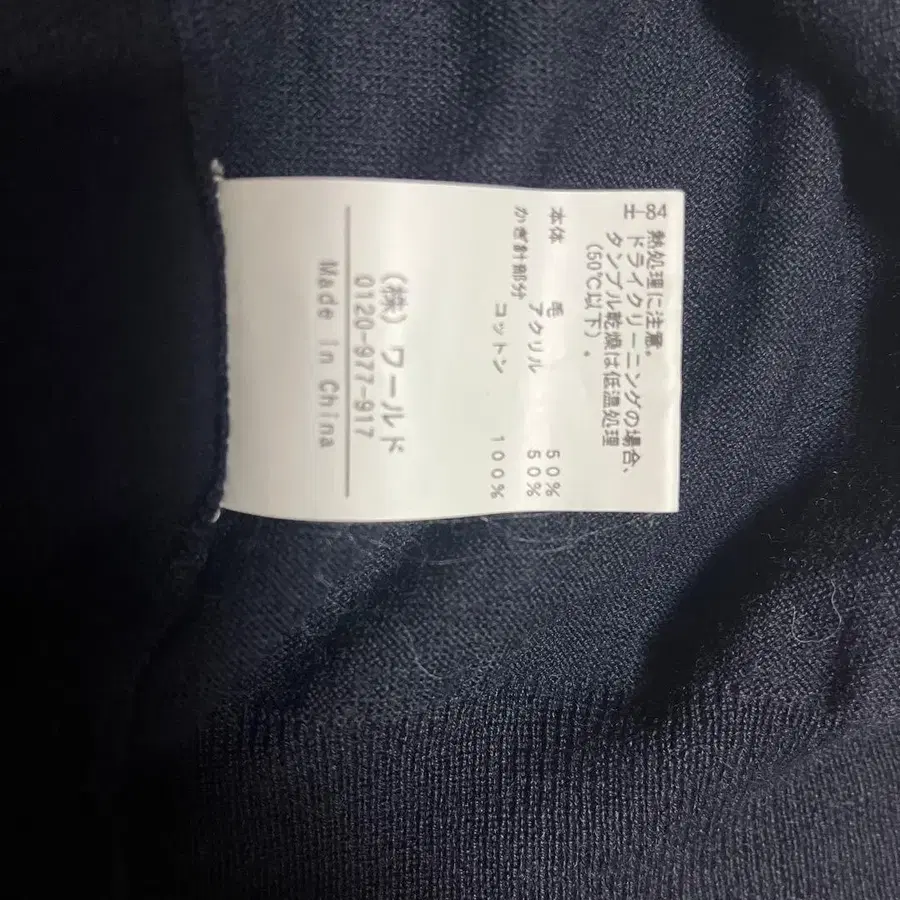 土84
熱処理に注意。
ドライクリーニングの場合、
タンブル乾燥は低温処理
(50℃以下)。
本体 毛 50%
アクリル 50%
かぎ針部分 コットン 100%
(株)ワールド
0120-977-917
Made in China